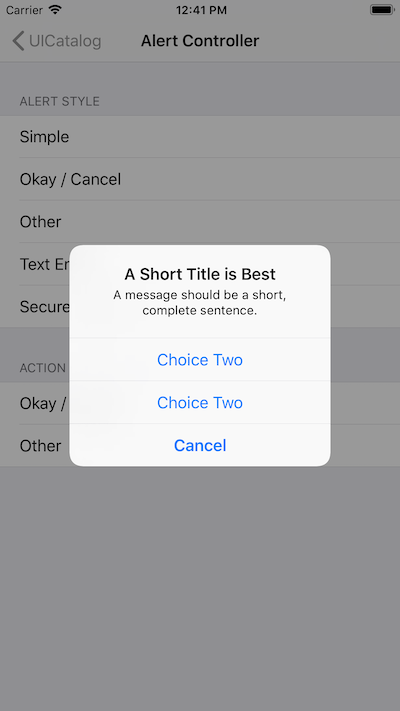 Carrier 12:41 PM
UICatalog Alert Controller
ALERT STYLE
Simple
Okay / Cancel
Other
Text En
Secure
A Short Title is Best
A message should be a short,
complete sentence.
Choice Two
Choice Two
Cancel
ACTION
Okay /
Other